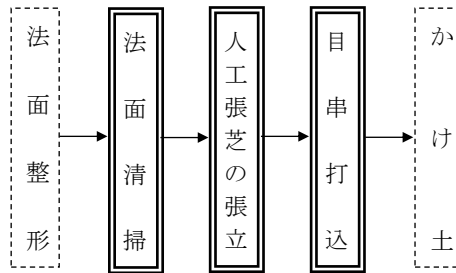 法面整形
法面清掃
人工張芝の張立
目串打込
かけ土